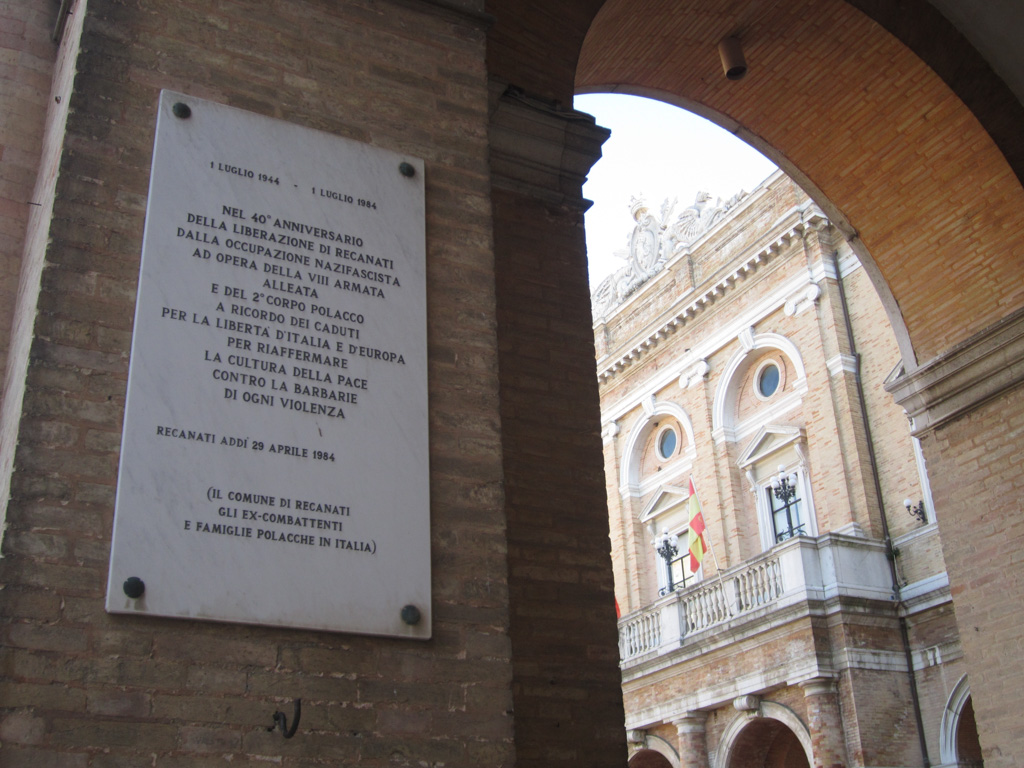 1 LUGLIO 1944 - 1 LUGLIO 1984
NEL 40° ANNIVERSARIO
DELLA LIBERAZIONE DI RECANATI
DALLA OCCUPAZIONE NAZIFASCISTA
AD OPERA DELLA VIII ARMATA
ALLEATA
E DEL 2° CORPO POLACCO
A RICORDO DEI CADUTI
PER LA LIBERTA D'ITALIA E D'EUROPA
PER RIAFFERMARE
LA CULTURA DELLA PACE
CONTRO LA BARBARIE
DI OGNI VIOLENZA
RECANATI ADDÌ 29 APRILE 1984
(IL COMUNE DI RECANATI
GLI EX-COMBATTENTI
E FAMIGLIE POLACCHE IN ITALIA)